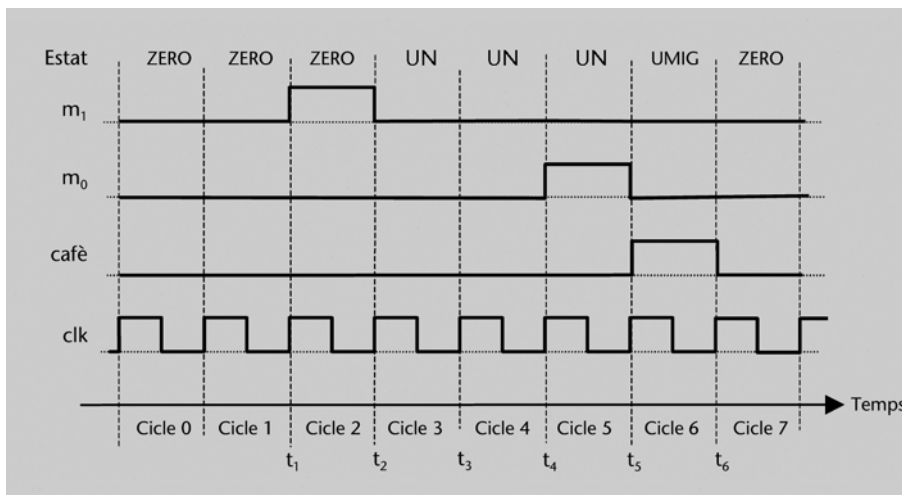 Estat ZERO ZERO ZERO UN UN UN UMIG ZERO
m₁
m₀
cafè
clk
Temps
Cicle 0 Cicle 1 Cicle 2 Cicle 3 Cicle 4 Cicle 5 Cicle 6 Cicle 7
t₁ t₂ t₃ t₄ t₅ t₆